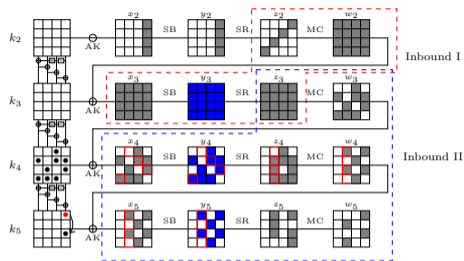 x₂ y₂ z₂ w₂
k₂ AK SB SR MC
Inbound I
x₃ y₃ z₃ w₃
k₃ AK SB SR MC
x₄ y₄ z₄ w₄
k₄ AK SB SR MC
Inbound II
x₅ y₅ z₅ w₅
k₅ AK SB SR MC